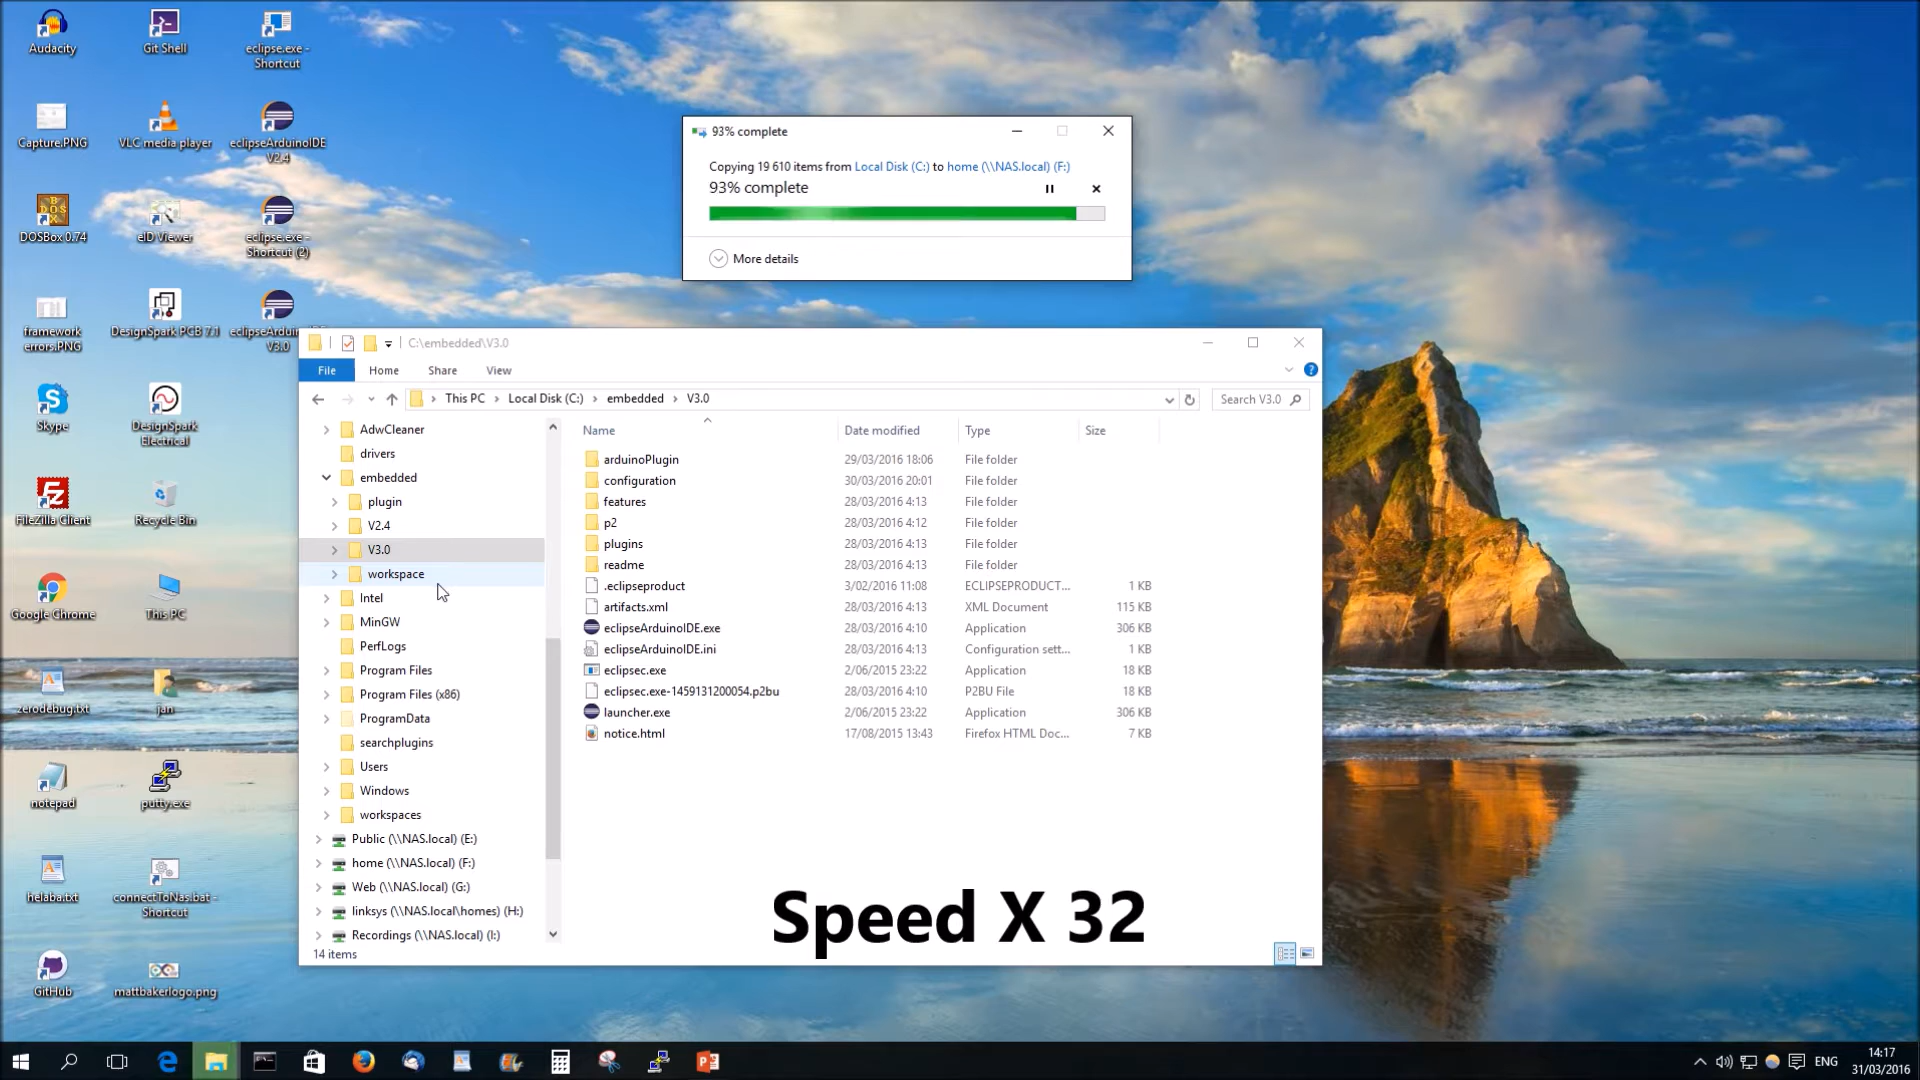 Audacity
Git Shell
eclipse.exe -
Shortcut
Capture.PNG
VLC media player
eclipseArduinoIDE
V2.4
DOSBox 0.74
eID Viewer
eclipse.exe -
Shortcut (2)
framework
errors.PNG
DesignSpark PCB 7.1
V3.0
Skype
DesignSpark
Electrical
FileZilla Client
Recycle Bin
Google Chrome
This PC
zerodebug.txt
jan
notepad
putty.exe
helaba.txt
connectToNas.bat -
Shortcut
GitHub
mattbakerlogo.png
93% complete
Copying 19 610 items from Local Disk (C:) to home (\\NAS.local) (F:)
93% complete
More details
C:\embedded\V3.0
File Home Share View
This PC Local Disk (C:) embedded V3.0
Search V3.0
AdwCleaner
drivers
embedded
plugin
V2.4
V3.0
workspace
Intel
MinGW
PerfLogs
Program Files
Program Files (x86)
ProgramData
searchplugins
Users
Windows
workspaces
Public (\\NAS.local) (E:)
home (\\NAS.local) (F:)
Web (\\NAS.local) (G:)
linksys (\\NAS.local\homes) (H:)
Recordings (\\NAS.local) (I:)
Name Date modified Type Size
arduinoPlugin 29/03/2016 18:06 File folder
configuration 30/03/2016 20:01 File folder
features 28/03/2016 4:13 File folder
p2 28/03/2016 4:12 File folder
plugins 28/03/2016 4:13 File folder
readme 28/03/2016 4:13 File folder
.eclipseproduct 3/02/2016 11:08 ECLIPSEPRODUCT... 1 KB
artifacts.xml 28/03/2016 4:13 XML Document 115 KB
eclipseArduinoIDE.exe 28/03/2016 4:10 Application 306 KB
eclipseArduinoIDE.ini 28/03/2016 4:13 Configuration sett... 1 KB
eclipsec.exe 2/06/2015 23:22 Application 18 KB
eclipsec.exe-1459131200054.p2bu 28/03/2016 4:10 P2BU File 18 KB
launcher.exe 2/06/2015 23:22 Application 306 KB
notice.html 17/08/2015 13:43 Firefox HTML Doc... 7 KB
14 items
Speed X 32
ENG
14:17
31/03/2016